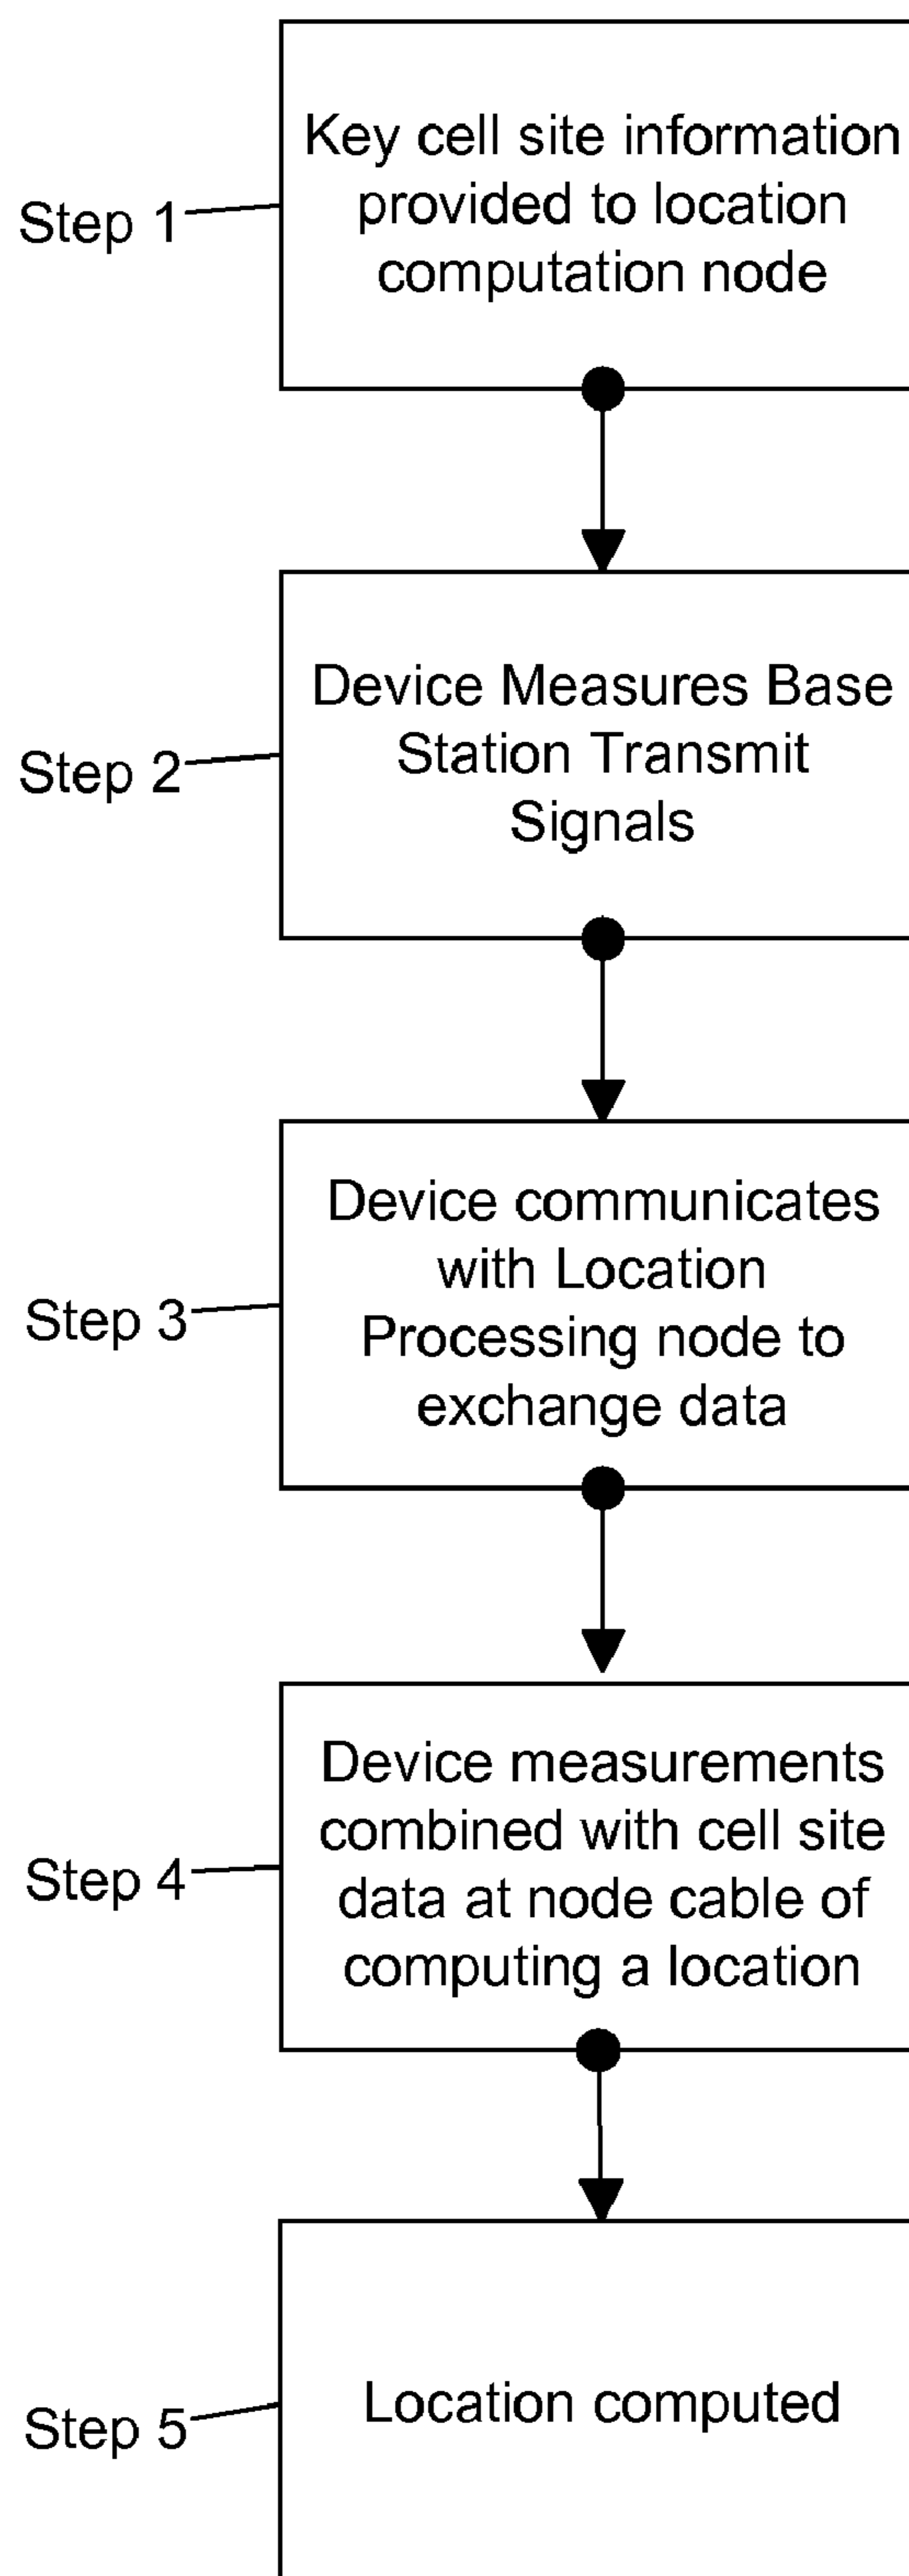 Key cell site information
provided to location
computation node
Step 1
Device Measures Base
Station Transmit
Signals
Step 2
Device communicates
with Location
Processing node to
exchange data
Step 3
Device measurements
combined with cell site
data at node cable of
computing a location
Step 4
Location computed
Step 5